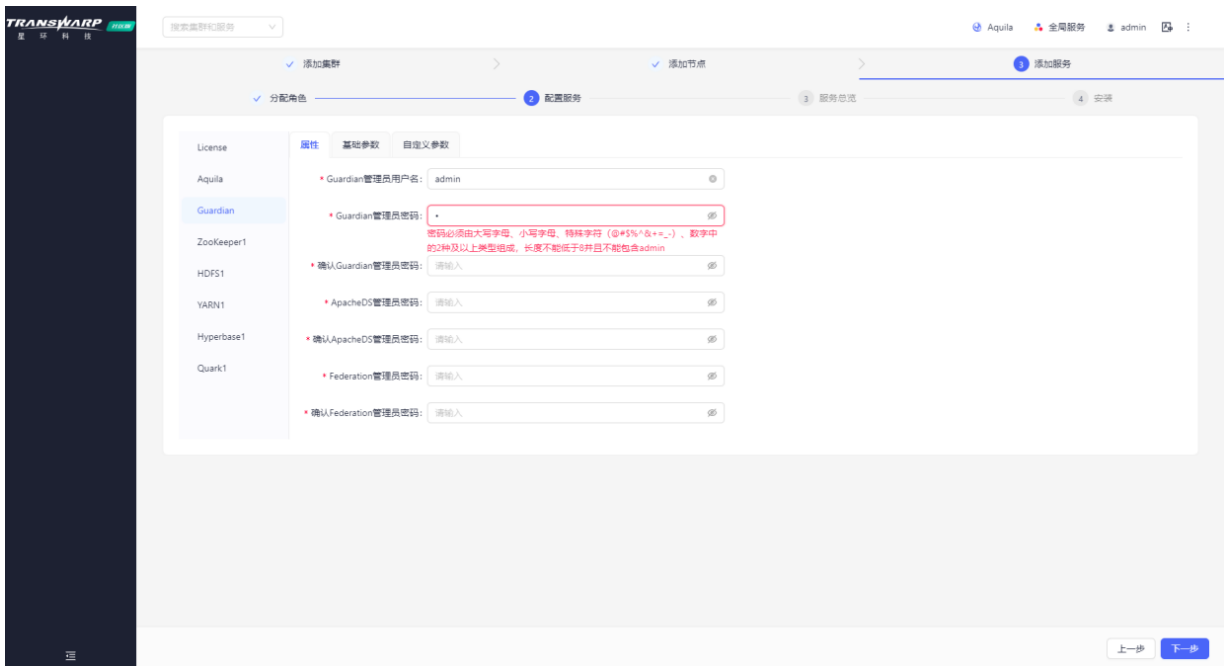 TRANSWARP 社区版
星 环 科 技
搜索集群和服务
Aquila 全局服务 admin
添加集群 添加节点 3 添加服务
分配角色 2 配置服务 3 服务总览 4 安装
License
Aquila
Guardian
ZooKeeper1
HDFS1
YARN1
Hyperbase1
Quark1
属性 基础参数 自定义参数
* Guardian管理员用户名: admin
* Guardian管理员密码: •
密码必须由大写字母、小写字母、特殊字符（@#$%^&+=_-）、数字中
的2种及以上类型组成，长度不能低于8并且不能包含admin
* 确认Guardian管理员密码: 请输入
* ApacheDS管理员密码: 请输入
* 确认ApacheDS管理员密码: 请输入
* Federation管理员密码: 请输入
* 确认Federation管理员密码: 请输入
上一步 下一步